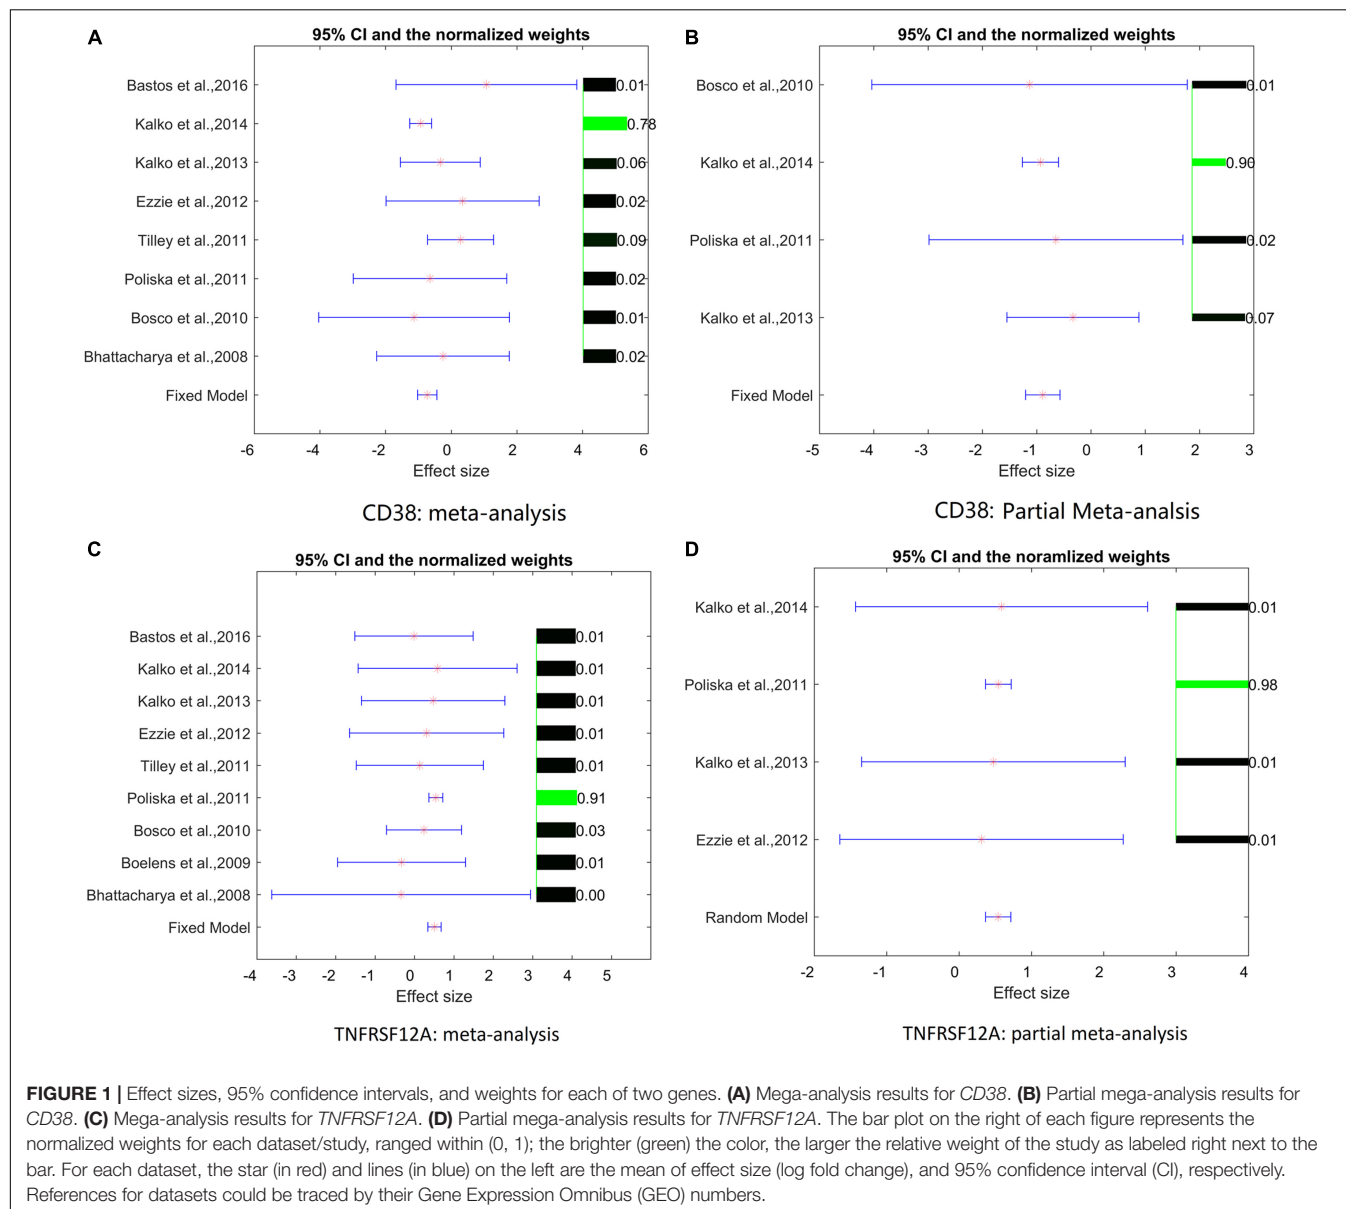 A
95% CI and the normalized weights
Bastos et al.,2016
0.01
Kalko et al.,2014
0.78
Kalko et al.,2013
0.06
Ezzie et al.,2012
0.02
Tilley et al.,2011
0.09
Poliska et al.,2011
0.02
Bosco et al.,2010
0.01
Bhattacharya et al.,2008
0.02
Fixed Model
-6 -4 -2 0 2 4 6
Effect size
CD38: meta-analysis
B
95% CI and the normalized weights
Bosco et al.,2010
0.01
Kalko et al.,2014
0.90
Poliska et al.,2011
0.02
Kalko et al.,2013
0.07
Fixed Model
-5 -4 -3 -2 -1 0 1 2 3
Effect size
CD38: Partial Meta-analsis
C
95% CI and the normalized weights
Bastos et al.,2016
0.01
Kalko et al.,2014
0.01
Kalko et al.,2013
0.01
Ezzie et al.,2012
0.01
Tilley et al.,2011
0.01
Poliska et al.,2011
0.91
Bosco et al.,2010
0.03
Boelens et al.,2009
0.01
Bhattacharya et al.,2008
0.00
Fixed Model
-4 -3 -2 -1 0 1 2 3 4 5
Effect size
TNFRSF12A: meta-analysis
D
95% CI and the noramlized weights
Kalko et al.,2014
0.01
Poliska et al.,2011
0.98
Kalko et al.,2013
0.01
Ezzie et al.,2012
0.01
Random Model
-2 -1 0 1 2 3 4
Effect size
TNFRSF12A: partial meta-analysis
FIGURE 1 | Effect sizes, 95% confidence intervals, and weights for each of two genes. (A) Mega-analysis results for CD38. (B) Partial mega-analysis results for
CD38. (C) Mega-analysis results for TNFRSF12A. (D) Partial mega-analysis results for TNFRSF12A. The bar plot on the right of each figure represents the
normalized weights for each dataset/study, ranged within (0, 1); the brighter (green) the color, the larger the relative weight of the study as labeled right next to the
bar. For each dataset, the star (in red) and lines (in blue) on the left are the mean of effect size (log fold change), and 95% confidence interval (CI), respectively.
References for datasets could be traced by their Gene Expression Omnibus (GEO) numbers.